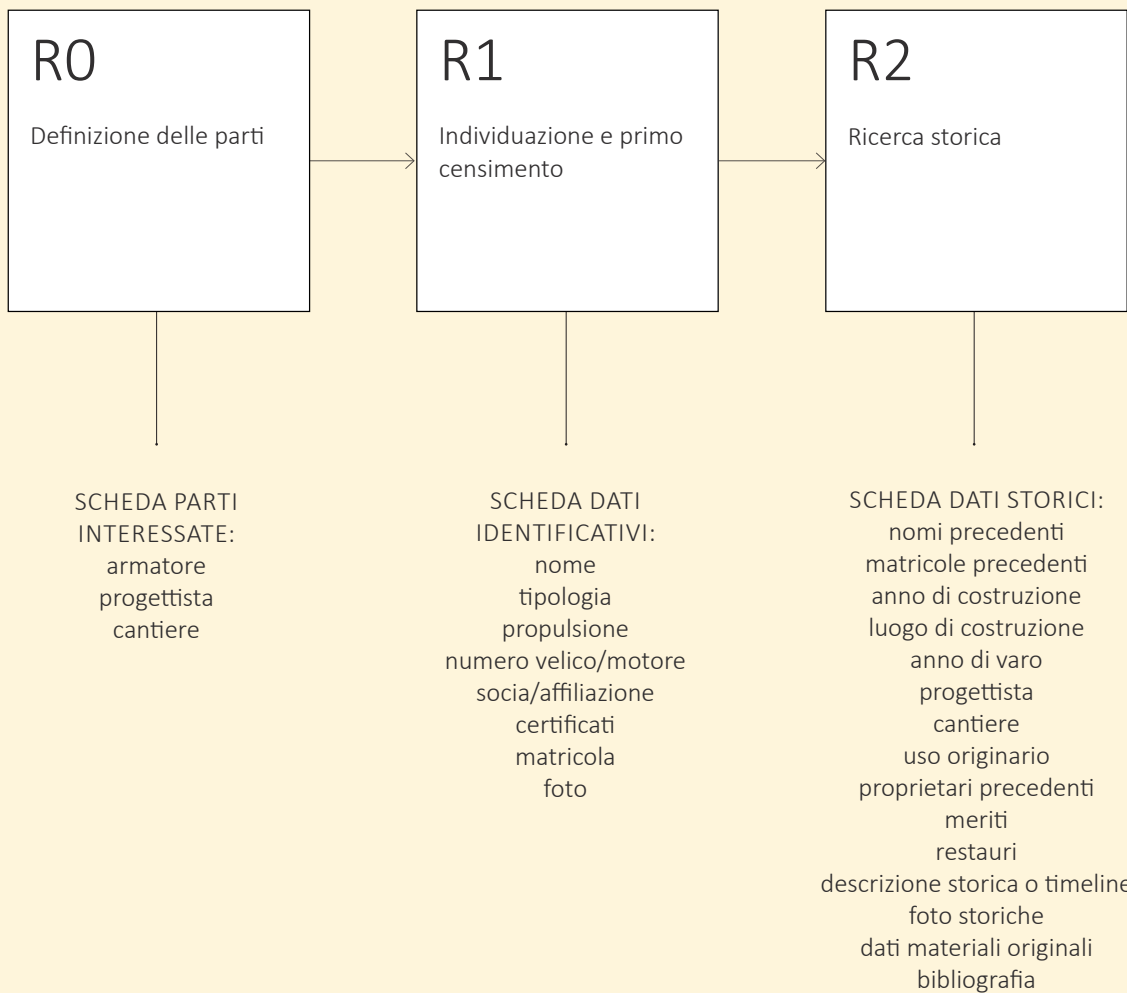 R0
Definizione delle parti
R1
Individuazione e primo
censimento
R2
Ricerca storica
SCHEDA PARTI
INTERESSATE:
armatore
progettista
cantiere
SCHEDA DATI
IDENTIFICATIVI:
nome
tipologia
propulsione
numero velico/motore
socia/affiliazione
certificati
matricola
foto
SCHEDA DATI STORICI:
nomi precedenti
matricole precedenti
anno di costruzione
luogo di costruzione
anno di varo
progettista
cantiere
uso originario
proprietari precedenti
meriti
restauri
descrizione storica o timeline
foto storiche
dati materiali originali
bibliografia